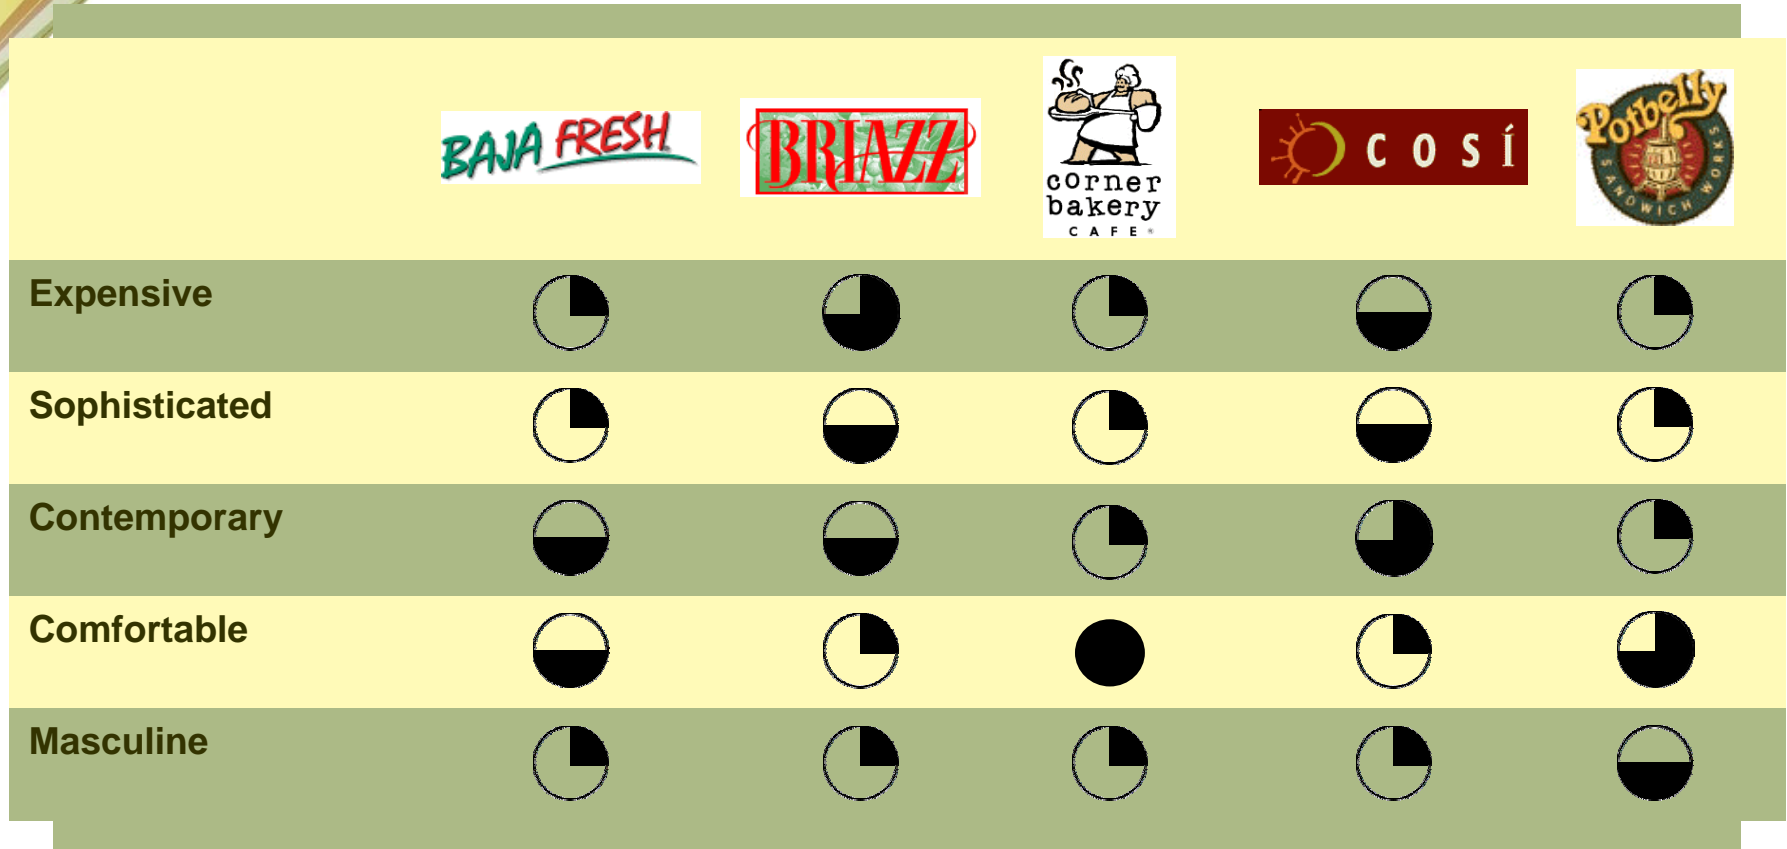 BAJA FRESH
BRIAZZ
corner
bakery
CAFE
COSÍ
Potbelly
SANDWICH WORKS
Expensive
Sophisticated
Contemporary
Comfortable
Masculine